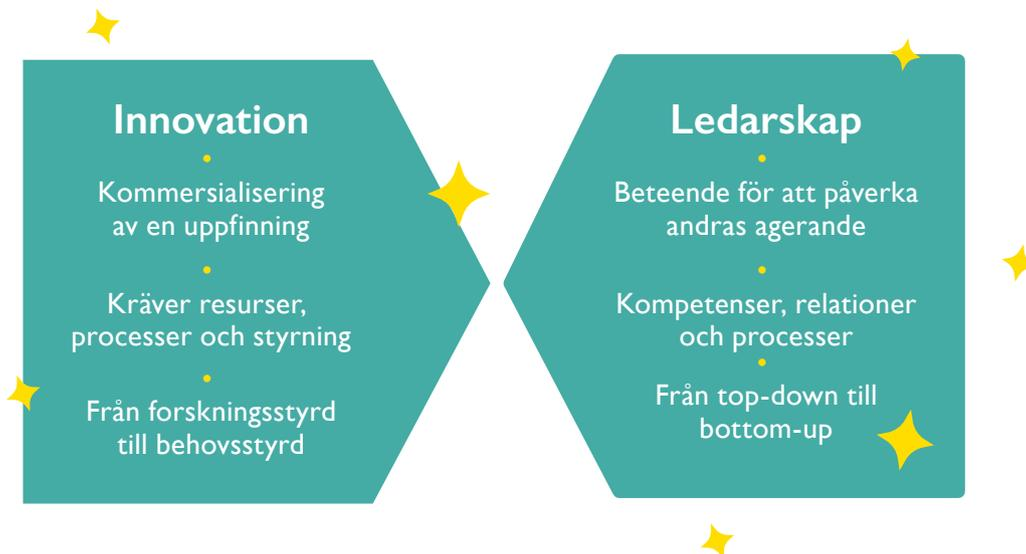 Innovation
Kommersialisering
av en uppfinning
Kräver resurser,
processer och styrning
Från forskningsstyrd
till behovsstyrd
Ledarskap
Beteende för att påverka
andras agerande
Kompetenser, relationer
och processer
Från top-down till
bottom-up